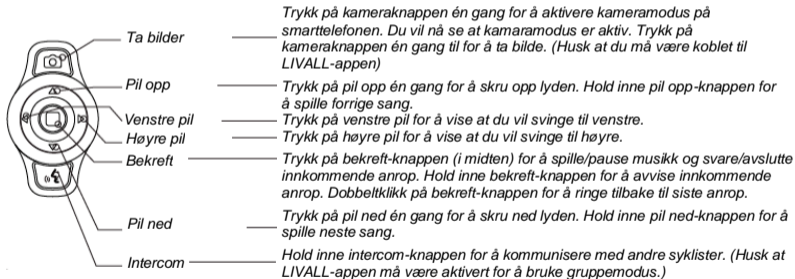 Ta bilder
Trykk på kameraknappen én gang for å aktivere kameramodus på
smarttelefonen. Du vil nå se at kamaramodus er aktiv. Trykk på
kameraknappen én gang til for å ta bilde. (Husk at du må være koblet til
LIVALL-appen)
Pil opp
Trykk på pil opp én gang for å skru opp lyden. Hold inne pil opp-knappen for
å spille forrige sang.
Venstre pil
Trykk på venstre pil for å vise at du vil svinge til venstre.
Høyre pil
Trykk på høyre pil for å vise at du vil svinge til høyre.
Bekreft
Trykk på bekreft-knappen (i midten) for å spille/pause musikk og svare/avslutte
innkommende anrop. Hold inne bekreft-knappen for å avvise innkommende
anrop. Dobbeltklikk på bekreft-knappen for å ringe tilbake til siste anrop.
Pil ned
Trykk på pil ned én gang for å skru ned lyden. Hold inne pil ned-knappen for å
spille neste sang.
Intercom
Hold inne intercom-knappen for å kommunisere med andre syklister. (Husk at
LIVALL-appen må være aktivert for å bruke gruppemodus.)